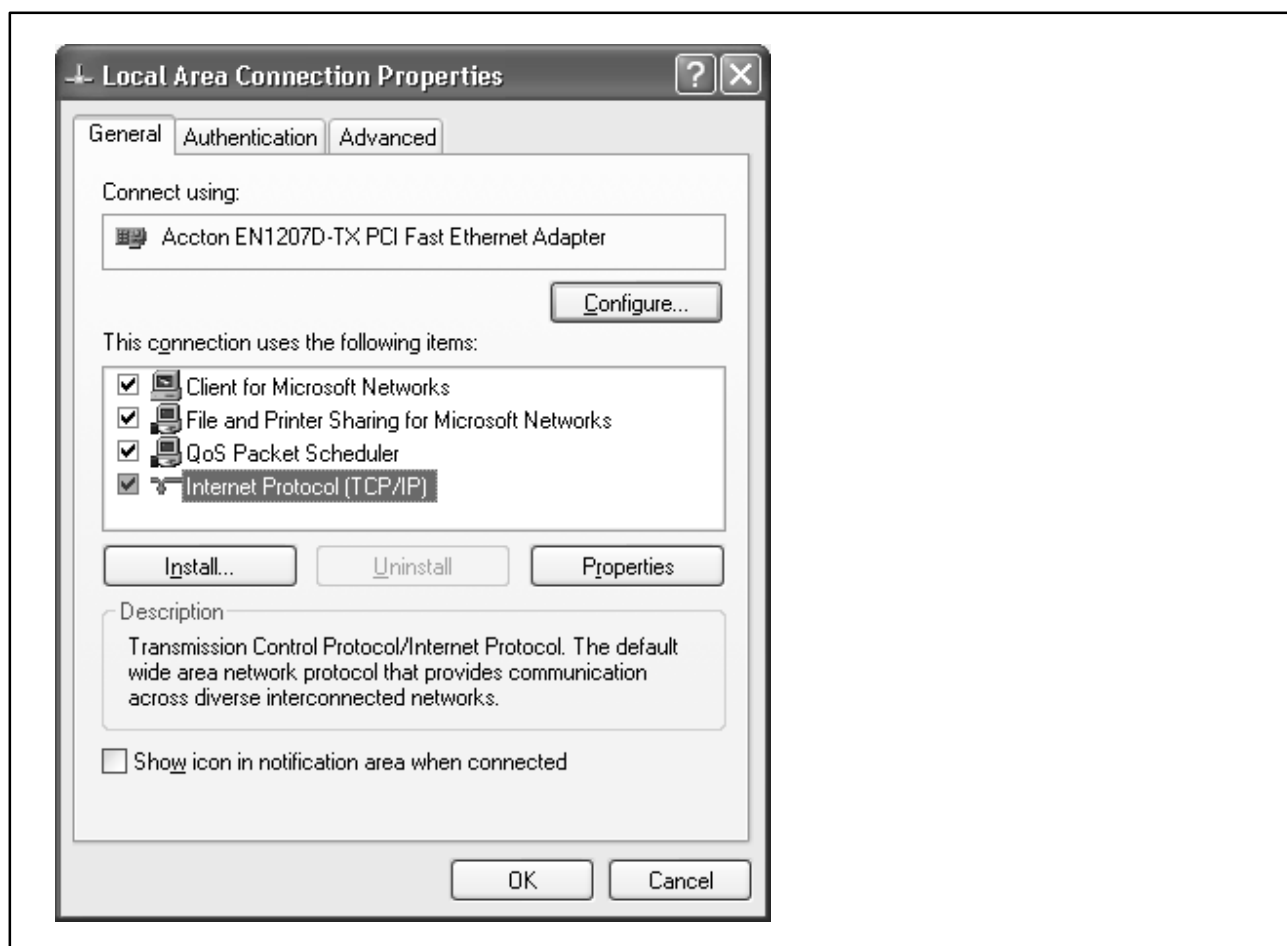 Local Area Connection Properties
General Authentication Advanced
Connect using:
Accton EN1207D-TX PCI Fast Ethernet Adapter
Configure...
This connection uses the following items:
Client for Microsoft Networks
File and Printer Sharing for Microsoft Networks
QoS Packet Scheduler
Internet Protocol (TCP/IP)
Install... Uninstall Properties
Description
Transmission Control Protocol/Internet Protocol. The default
wide area network protocol that provides communication
across diverse interconnected networks.
Show icon in notification area when connected
OK Cancel